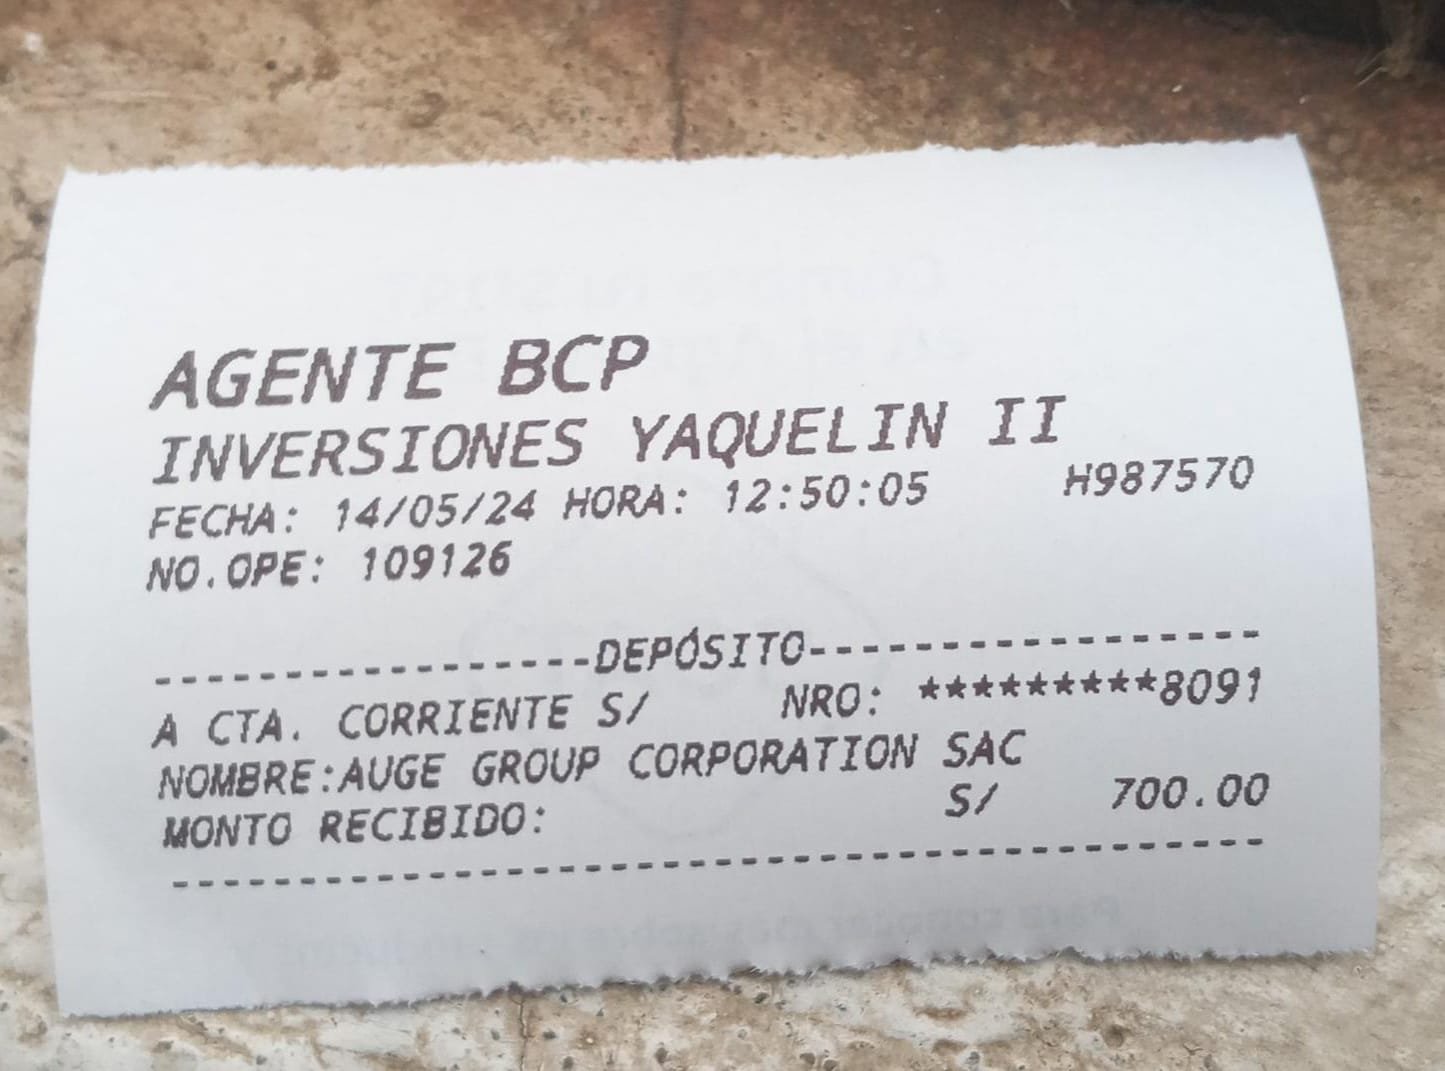 AGENTE BCP
INVERSIONES YAQUELIN II
FECHA: 14/05/24 HORA: 12:50:05 H987570
NO.OPE: 109126
----------------DEPÓSITO-----------------
A CTA. CORRIENTE S/ NRO: *********8091
NOMBRE:AUGE GROUP CORPORATION SAC
MONTO RECIBIDO: S/ 700.00
-----------------------------------------